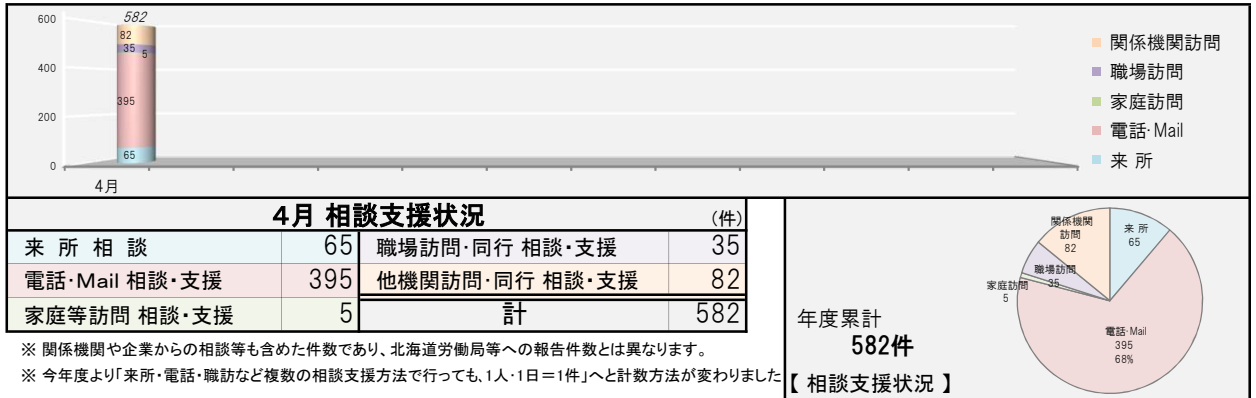 600
400
200
0
582
82
35
5
395
65
4月
関係機関訪問
職場訪問
家庭訪問
電話・Mail
来 所
4月 相談支援状況 (件)
来 所 相 談 65 職場訪問・同行 相談・支援 35
電話・Mail 相談・支援 395 他機関訪問・同行 相談・支援 82
家庭等訪問 相談・支援 5 計 582
※ 関係機関や企業からの相談等も含めた件数であり、北海道労働局等への報告件数とは異なります。
※ 今年度より「来所・電話・職訪など複数の相談支援方法で行っても、1人・1日＝1件」へと計数方法が変わりました
年度累計
582件
【 相談支援状況 】
関係機関
訪問
82
来 所
65
職場訪問
35
家庭訪問
5
電話・Mail
395
68%